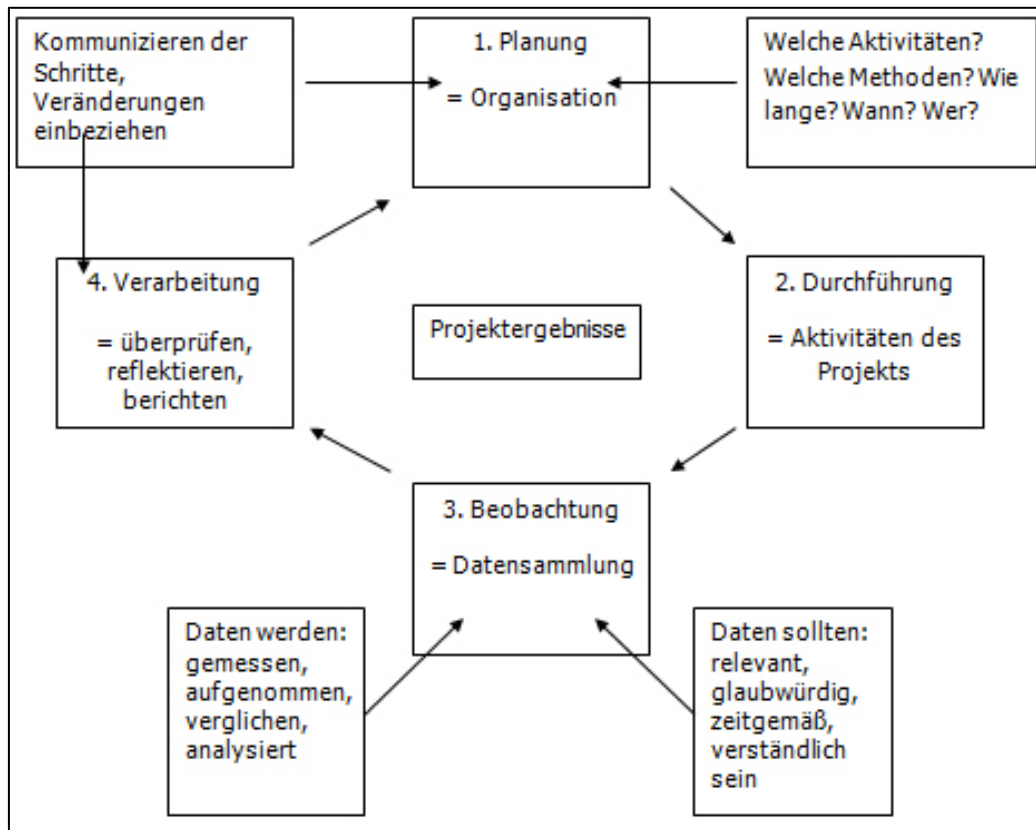 Kommunizieren der
Schritte,
Veränderungen
einbeziehen
1. Planung
= Organisation
Welche Aktivitäten?
Welche Methoden? Wie
lange? Wann? Wer?
4. Verarbeitung
= überprüfen,
reflektieren,
berichten
Projektergebnisse
2. Durchführung
= Aktivitäten des
Projekts
3. Beobachtung
= Datensammlung
Daten werden:
gemessen,
aufgenommen,
verglichen,
analysiert
Daten sollten:
relevant,
glaubwürdig,
zeitgemäß,
verständlich
sein